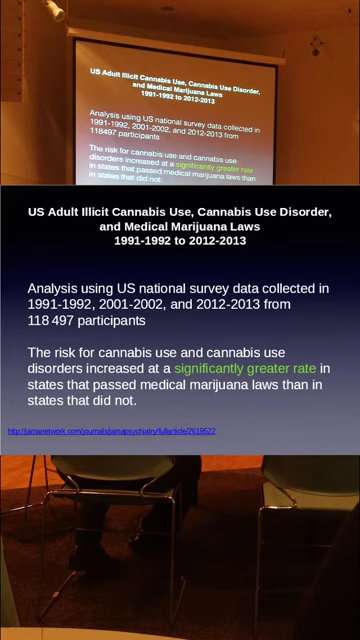 US Adult Illicit Cannabis Use, Cannabis Use Disorder,
and Medical Marijuana Laws
1991-1992 to 2012-2013
Analysis using US national survey data collected in
1991-1992, 2001-2002, and 2012-2013 from
118497 participants
The risk for cannabis use and cannabis use
disorders increased at a significantly greater rate
in states that passed medical marijuana laws than
in states that did not.
US Adult Illicit Cannabis Use, Cannabis Use Disorder,
and Medical Marijuana Laws
1991-1992 to 2012-2013
Analysis using US national survey data collected in
1991-1992, 2001-2002, and 2012-2013 from
118 497 participants
The risk for cannabis use and cannabis use
disorders increased at a significantly greater rate in
states that passed medical marijuana laws than in
states that did not.
http://jamanetwork.com/journals/jamapsychiatry/fullarticle/2619522